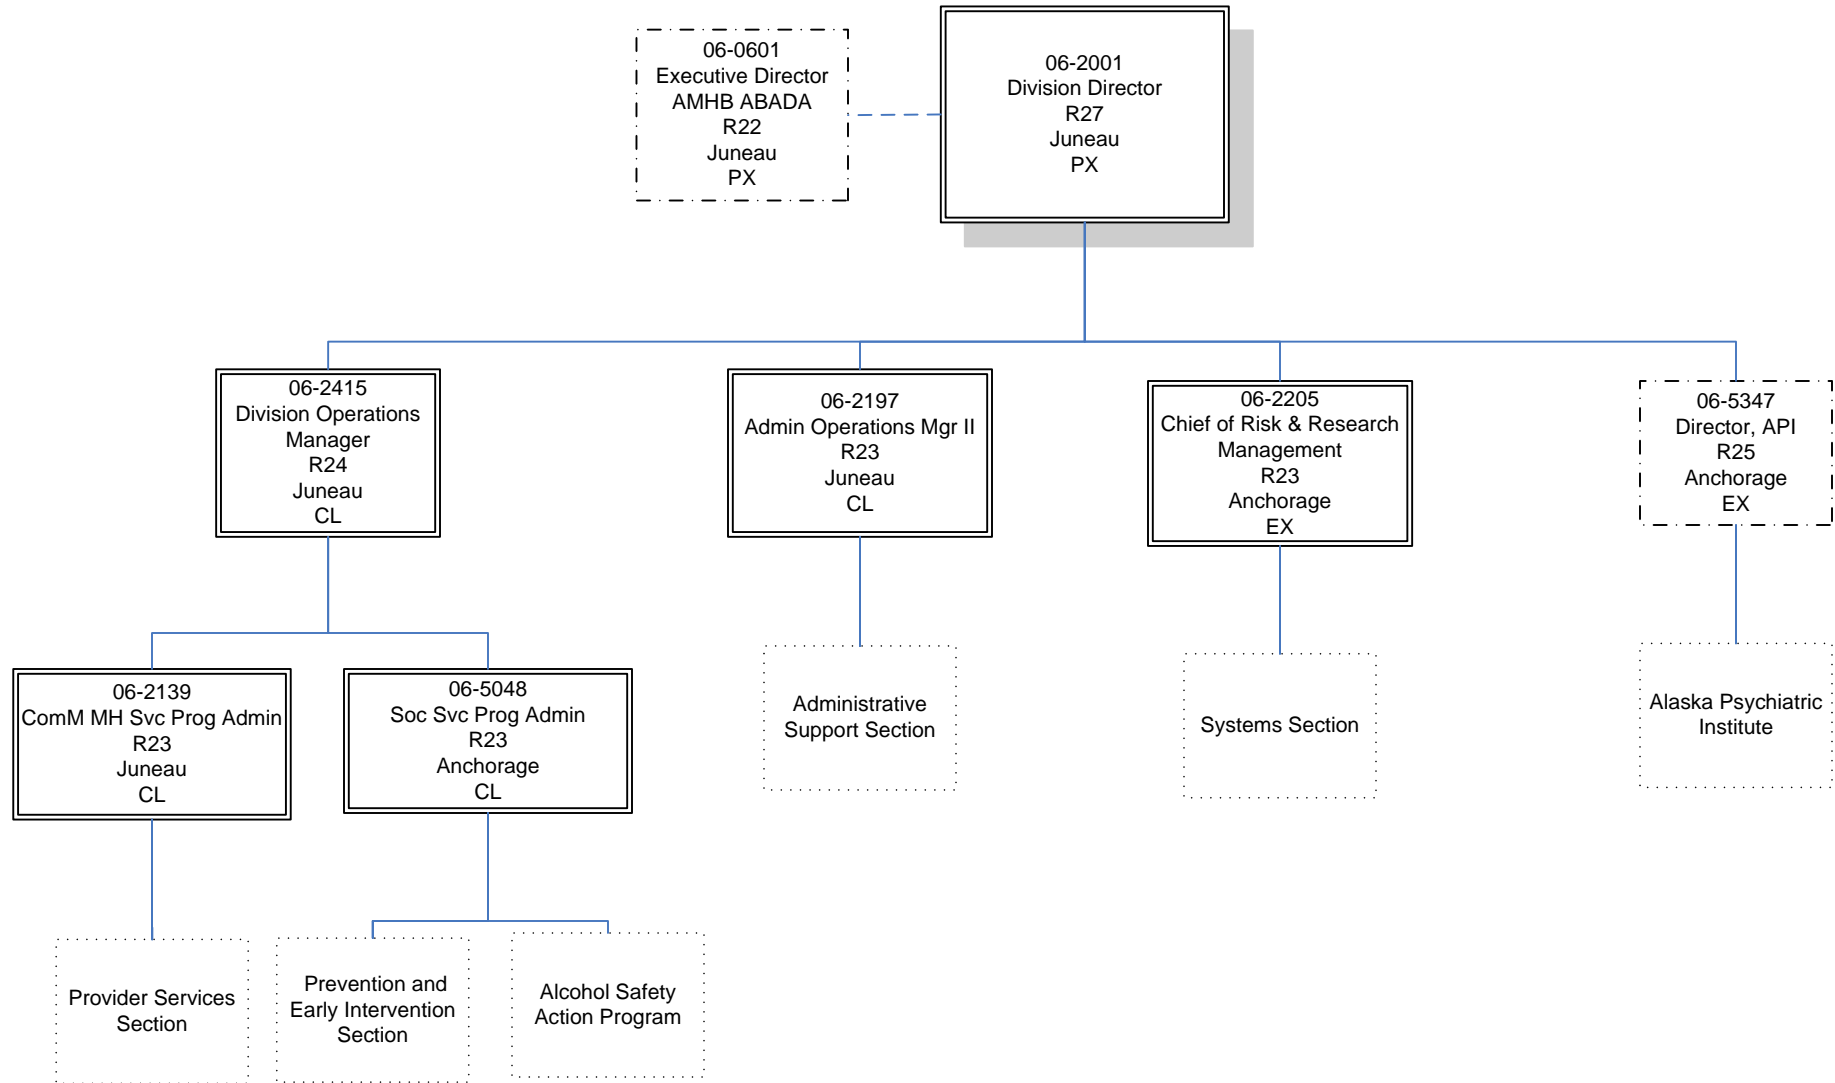 06-0601
Executive Director
AMHB ABADA
R22
Juneau
PX
06-2001
Division Director
R27
Juneau
PX
06-2415
Division Operations
Manager
R24
Juneau
CL
06-2197
Admin Operations Mgr II
R23
Juneau
CL
06-2205
Chief of Risk & Research
Management
R23
Anchorage
EX
06-5347
Director, API
R25
Anchorage
EX
06-2139
ComM MH Svc Prog Admin
R23
Juneau
CL
06-5048
Soc Svc Prog Admin
R23
Anchorage
CL
Administrative
Support Section
Systems Section
Alaska Psychiatric
Institute
Provider Services
Section
Prevention and
Early Intervention
Section
Alcohol Safety
Action Program